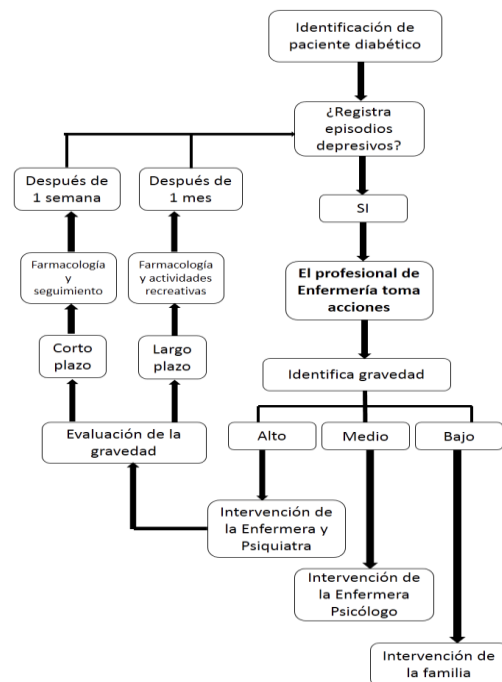 Identificación de
paciente diabético
¿Registra
episodios
depresivos?
Después de
1 semana
Después de
1 mes
SI
Farmacología
y
seguimiento
Farmacología
y actividades
recreativas
El profesional de
Enfermería toma
acciones
Corto
plazo
Largo
plazo
Identifica gravedad
Evaluación de la
gravedad
Alto
Medio
Bajo
Intervención de
la Enfermera y
Psiquiatra
Intervención de
la Enfermera
Psicólogo
Intervención de
la familia